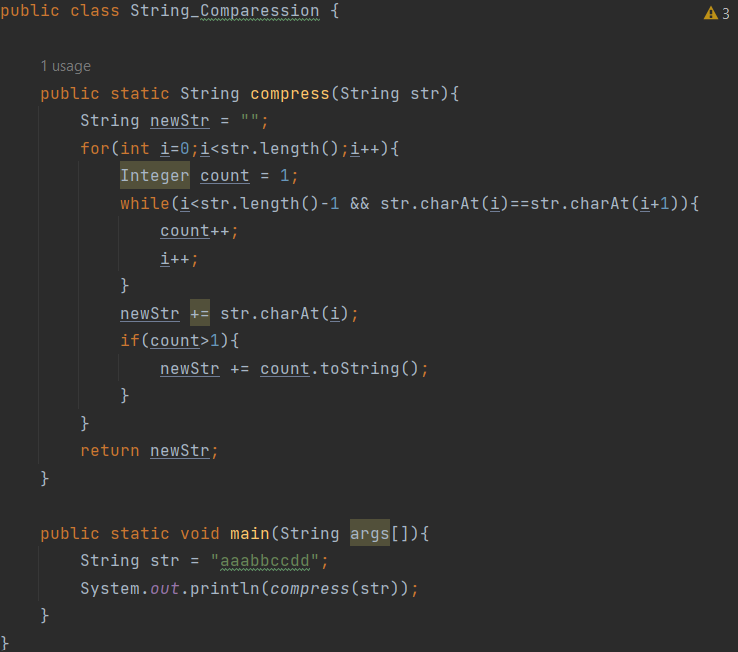 public class String_Comparession {
3
1 usage
public static String compress(String str){
String newStr = "";
for(int i=0;i<str.length();i++){
Integer count = 1;
while(i<str.length()-1 && str.charAt(i)==str.charAt(i+1)){
count++;
i++;
}
newStr += str.charAt(i);
if(count>1){
newStr += count.toString();
}
}
return newStr;
}
public static void main(String args[]){
String str = "aaabbccdd";
System.out.println(compress(str));
}
}